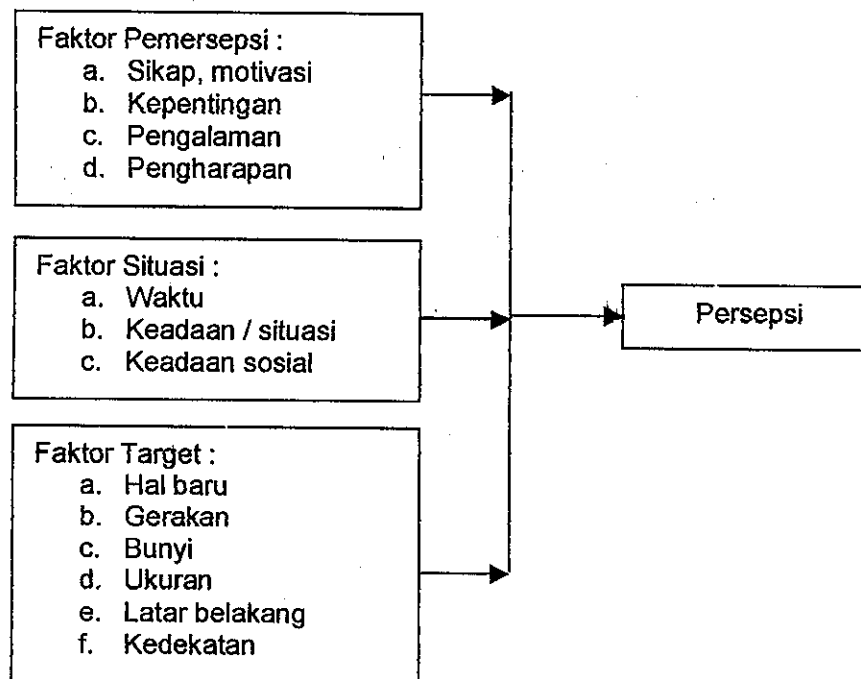 Faktor Pemersepsi :
a. Sikap, motivasi
b. Kepentingan
c. Pengalaman
d. Pengharapan
Faktor Situasi :
a. Waktu
b. Keadaan / situasi
c. Keadaan sosial
Persepsi
Faktor Target :
a. Hal baru
b. Gerakan
c. Bunyi
d. Ukuran
e. Latar belakang
f. Kedekatan